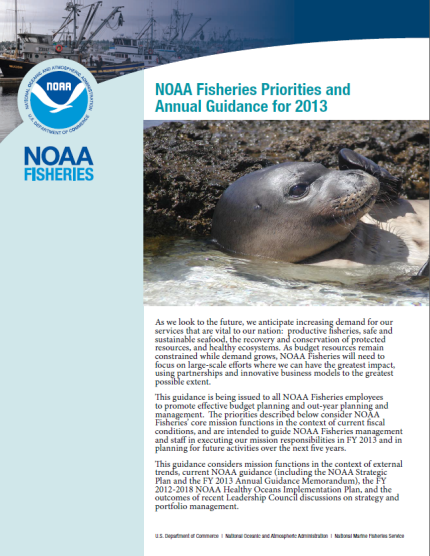 NATIONAL OCEANIC AND ATMOSPHERIC ADMINISTRATION
NOAA
U.S. DEPARTMENT OF COMMERCE
NOAA
FISHERIES
NOAA Fisheries Priorities and
Annual Guidance for 2013
As we look to the future, we anticipate increasing demand for our
services that are vital to our nation:  productive fisheries, safe and
sustainable seafood, the recovery and conservation of protected
resources, and healthy ecosystems. As budget resources remain
constrained while demand grows, NOAA Fisheries will need to
focus on large-scale efforts where we can have the greatest impact,
using partnerships and innovative business models to the greatest
possible extent.
This guidance is being issued to all NOAA Fisheries employees
to promote effective budget planning and out-year planning and
management.  The priorities described below consider NOAA
Fisheries' core mission functions in the context of current fiscal
conditions, and are intended to guide NOAA Fisheries management
and staff in executing our mission responsibilities in FY 2013 and in
planning for future activities over the next five years.
This guidance considers mission functions in the context of external
trends, current NOAA guidance (including the NOAA Strategic
Plan and the FY 2013 Annual Guidance Memorandum), the FY
2012-2018 NOAA Healthy Oceans Implementation Plan, and the
outcomes of recent Leadership Council discussions on strategy and
portfolio management.
U.S. Department of Commerce | National Oceanic and Atmospheric Administration | National Marine Fisheries Service